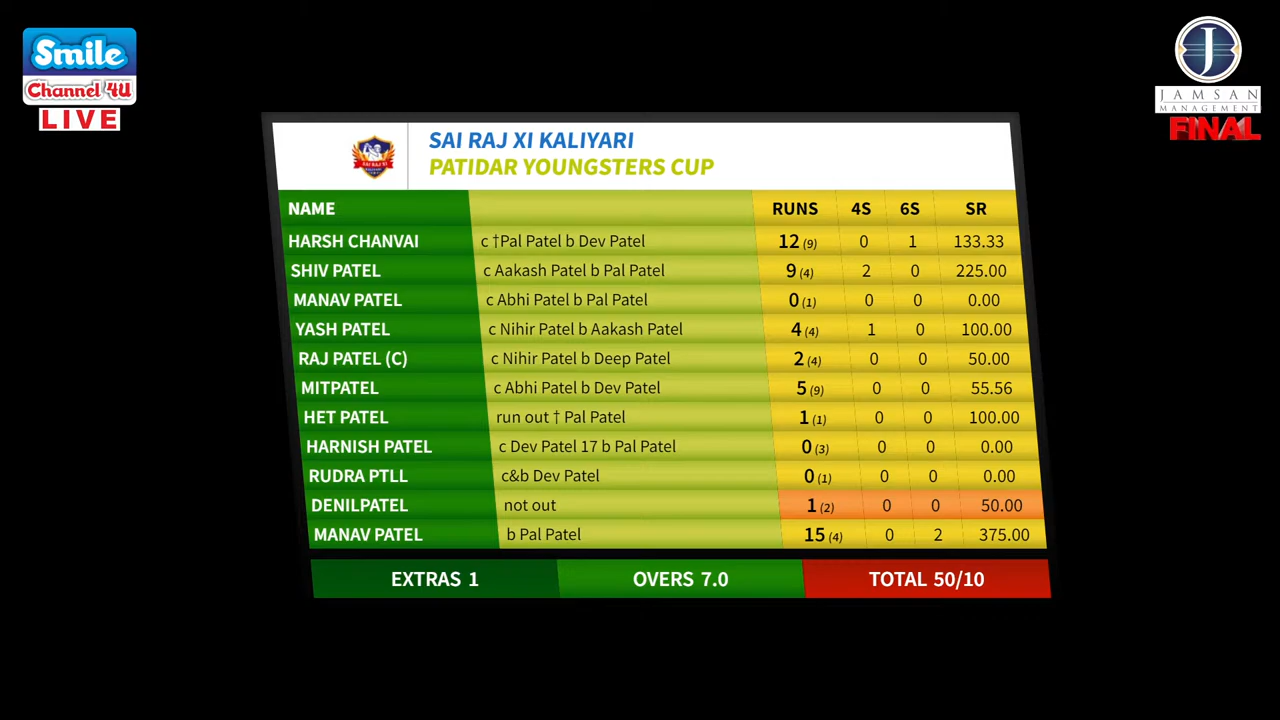 Smile
Channel 4U
LIVE
J
JAMSAN
MANAGEMENT
FINAL
SAI RAJ XI
SAI RAJ XI KALIYARI
PATIDAR YOUNGSTERS CUP
NAME RUNS 4S 6S SR
HARSH CHANVAI c †Pal Patel b Dev Patel 12 (9) 0 1 133.33
SHIV PATEL c Aakash Patel b Pal Patel 9 (4) 2 0 225.00
MANAV PATEL c Abhi Patel b Pal Patel 0 (1) 0 0 0.00
YASH PATEL c Nihir Patel b Aakash Patel 4 (4) 1 0 100.00
RAJ PATEL (C) c Nihir Patel b Deep Patel 2 (4) 0 0 50.00
MITPATEL c Abhi Patel b Dev Patel 5 (9) 0 0 55.56
HET PATEL run out † Pal Patel 1 (1) 0 0 100.00
HARNISH PATEL c Dev Patel 17 b Pal Patel 0 (3) 0 0 0.00
RUDRA PTLL c&b Dev Patel 0 (1) 0 0 0.00
DENILPATEL not out 1 (2) 0 0 50.00
MANAV PATEL b Pal Patel 15 (4) 0 2 375.00
EXTRAS 1 OVERS 7.0 TOTAL 50/10